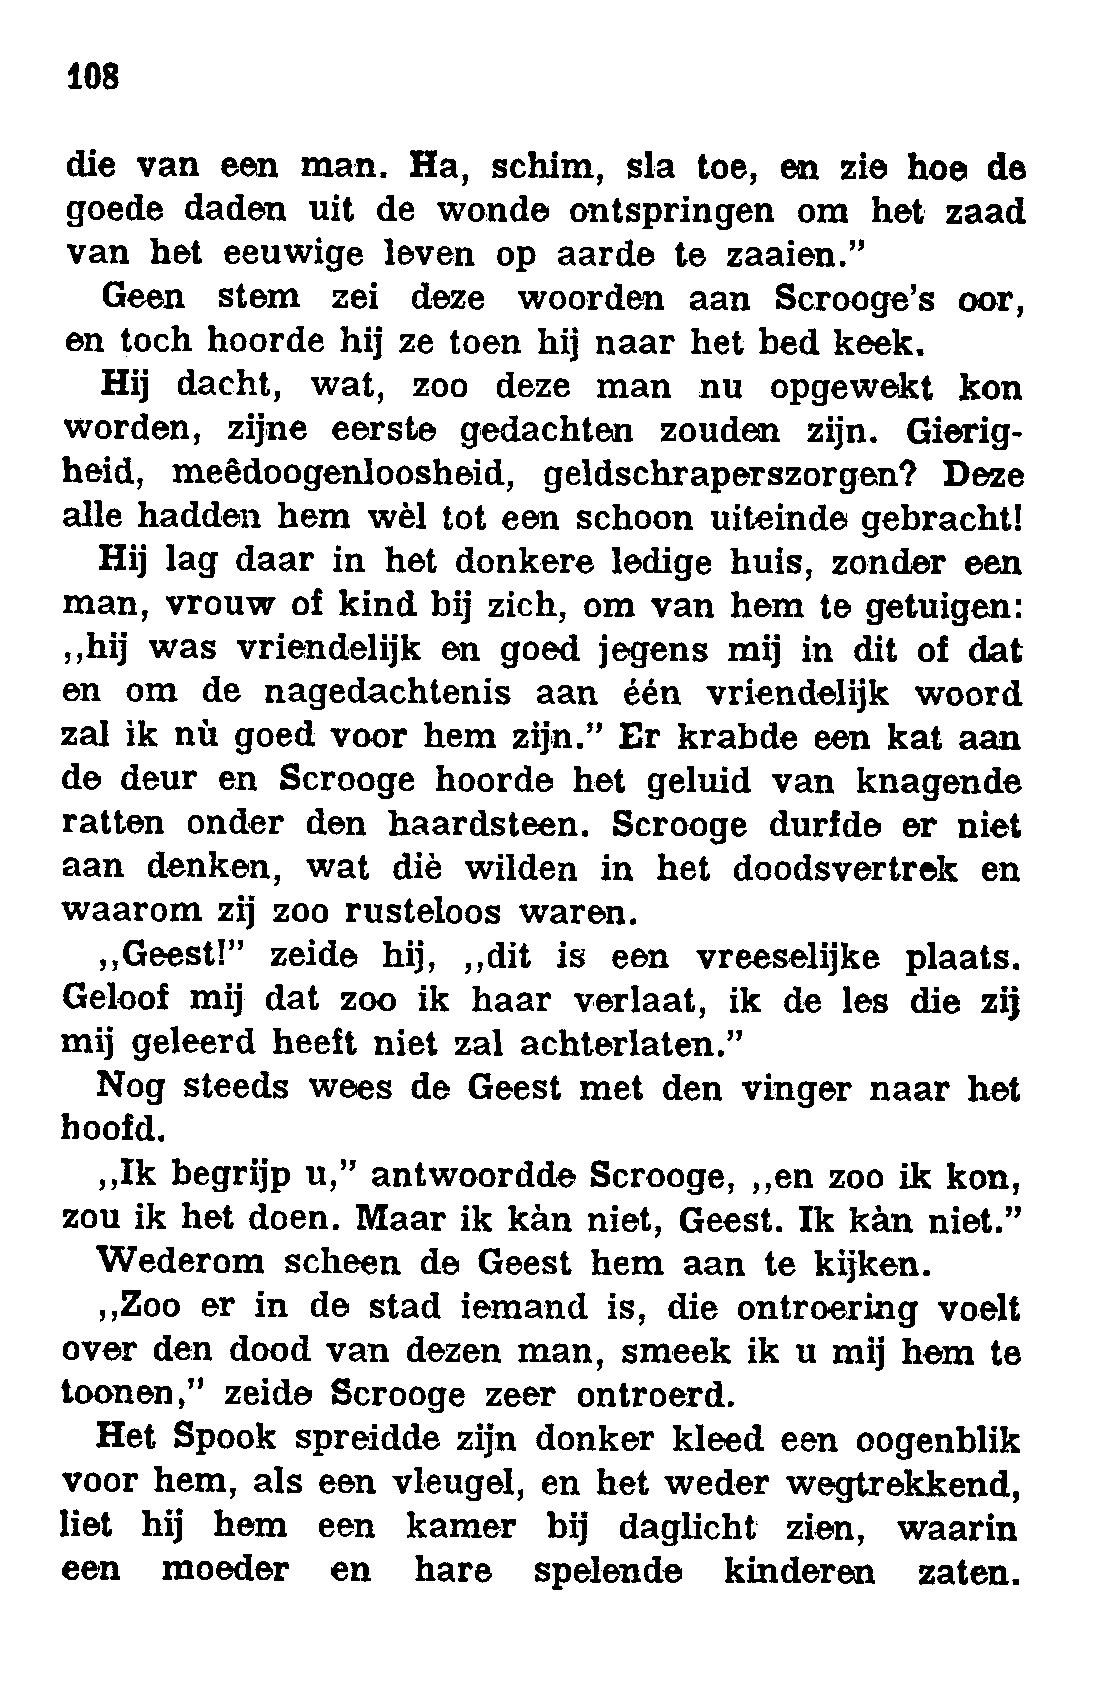 108
die van een man. Ha, schim, sla toe, en zie hoe de
goede daden uit de wonde ontspringen om het zaad
van het eeuwige leven op aarde te zaaien.”
Geen stem zei deze woorden aan Scrooge's oor,
en toch hoorde hij ze toen hij naar het bed keek.
Hij dacht, wat, zoo deze man nu opgewekt kon
worden, zijne eerste gedachten zouden zijn. Gierig-
heid, meêdoogenloosheid, geldschraperszorgen? Deze
alle hadden hem wèl tot een schoon uiteinde gebracht!
Hij lag daar in het donkere ledige huis, zonder een
man, vrouw of kind bij zich, om van hem te getuigen:
,,hij was vriendelijk en goed jegens mij in dit of dat
en om de nagedachtenis aan één vriendelijk woord
zal ik nù goed voor hem zijn.” Er krabde een kat aan
de deur en Scrooge hoorde het geluid van knagende
ratten onder den haardsteen. Scrooge durfde er niet
aan denken, wat diè wilden in het doodsvertrek en
waarom zij zoo rusteloos waren.
,,Geest!” zeide hij, ,,dit is een vreeselijke plaats.
Geloof mij dat zoo ik haar verlaat, ik de les die zij
mij geleerd heeft niet zal achterlaten.”
Nog steeds wees de Geest met den vinger naar het
hoofd.
,,Ik begrijp u,” antwoordde Scrooge, ,,en zoo ik kon,
zou ik het doen. Maar ik kàn niet, Geest. Ik kàn niet.”
Wederom scheen de Geest hem aan te kijken.
,,Zoo er in de stad iemand is, die ontroering voelt
over den dood van dezen man, smeek ik u mij hem te
toonen,” zeide Scrooge zeer ontroerd.
Het Spook spreidde zijn donker kleed een oogenblik
voor hem, als een vleugel, en het weder wegtrekkend,
liet hij hem een kamer bij daglicht zien, waarin
een moeder en hare spelende kinderen zaten.